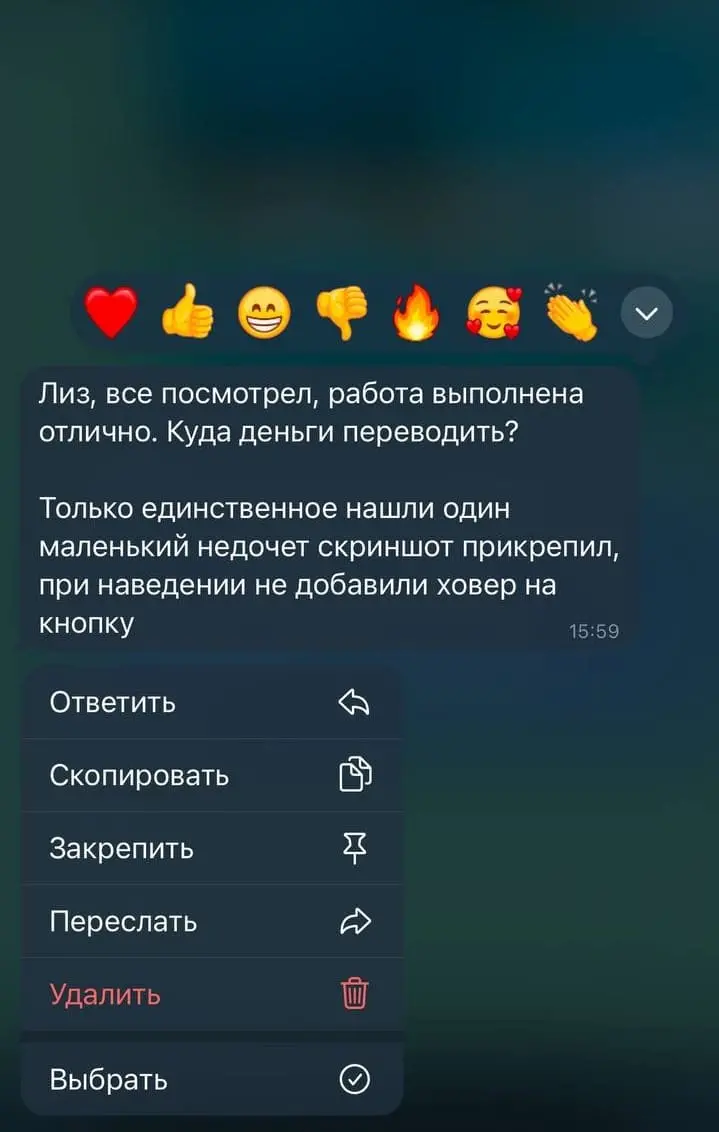 Лиз, все посмотрел, работа выполнена
отлично. Куда деньги переводить?
Только единственное нашли один
маленький недочет скриншот прикрепил,
при наведении не добавили ховер на
кнопку
15:59
Ответить
Скопировать
Закрепить
Переслать
Удалить
Выбрать